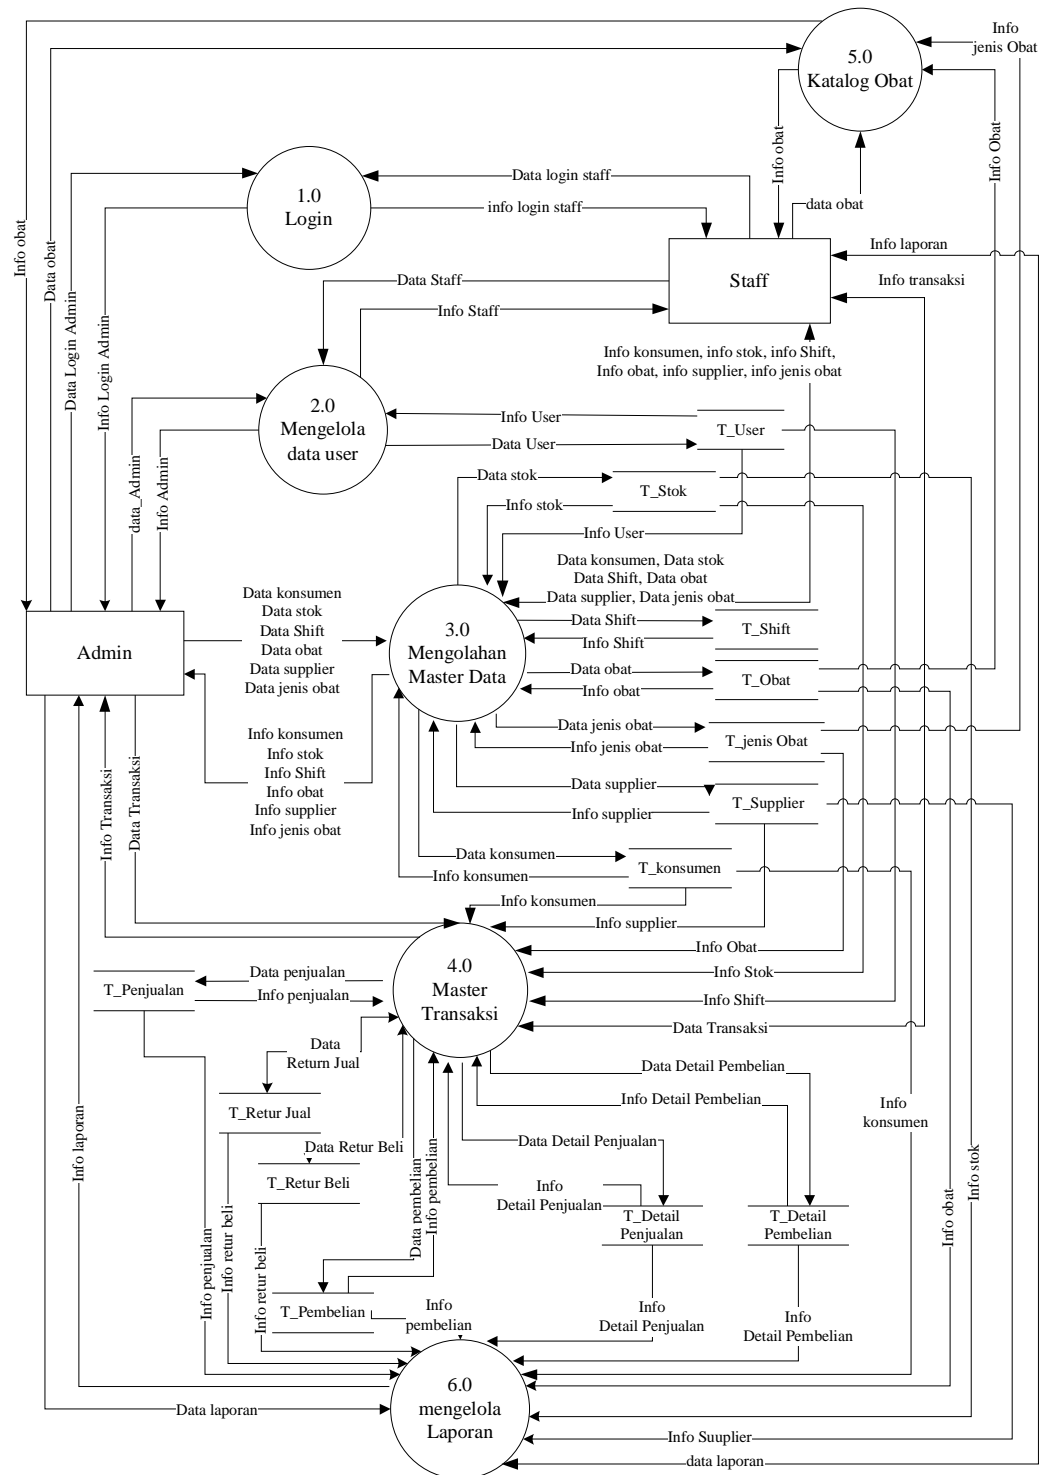 Info
jenis Obat
5.0
Katalog Obat
Info obat
Data obat
Info obat
Info Obat
1.0
Login
Data login staff
info login staff
data obat
Staff
Info laporan
Info transaksi
Data Login Admin
Info Login Admin
Data Staff
Info Staff
Info konsumen, info stok, info Shift,
Info obat, info supplier, info jenis obat
2.0
Mengelola
data user
Info User
T_User
Data User
data_Admin
Info Admin
Data stok
T_Stok
Info stok
Info User
Data konsumen, Data stok
Data Shift, Data obat
Data supplier, Data jenis obat
Admin
Data konsumen
Data stok
Data Shift
Data obat
Data supplier
Data jenis obat
3.0
Mengolahan
Master Data
Data Shift
T_Shift
Info Shift
Data obat
T_Obat
Info obat
Data jenis obat
T_jenis Obat
Info jenis obat
Info konsumen
Info stok
Info Shift
Info obat
Info supplier
Info jenis obat
Data supplier
T_Supplier
Info supplier
Info Transaksi
Data Transaksi
Data konsumen
T_konsumen
Info konsumen
Info konsumen
Info supplier
Info Obat
4.0
Master
Transaksi
Info Stok
Info Shift
Data Transaksi
Data penjualan
T_Penjualan
Info penjualan
Data
Return Jual
T_Retur Jual
Data Detail Pembelian
Info Detail Pembelian
Info
konsumen
Data Retur Beli
Data Detail Penjualan
T_Retur Beli
Data pembelian
Info pembelian
Info
Detail Penjualan
T_Detail
Penjualan
T_Detail
Pembelian
Info stok
Info obat
Info laporan
Info penjualan
Info retur beli
Info retur beli
T_Pembelian
Info
pembelian
Info
Detail Penjualan
Info
Detail Pembelian
6.0
mengelola
Laporan
Data laporan
Info Suuplier
data laporan